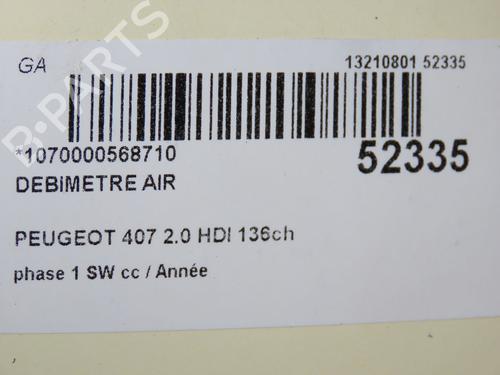 GA
13210801 52335
*1070000568710
52335
DEBIMETRE AIR
PEUGEOT 407 2.0 HDI 136ch
phase 1 SW cc / Année
B-PARTS